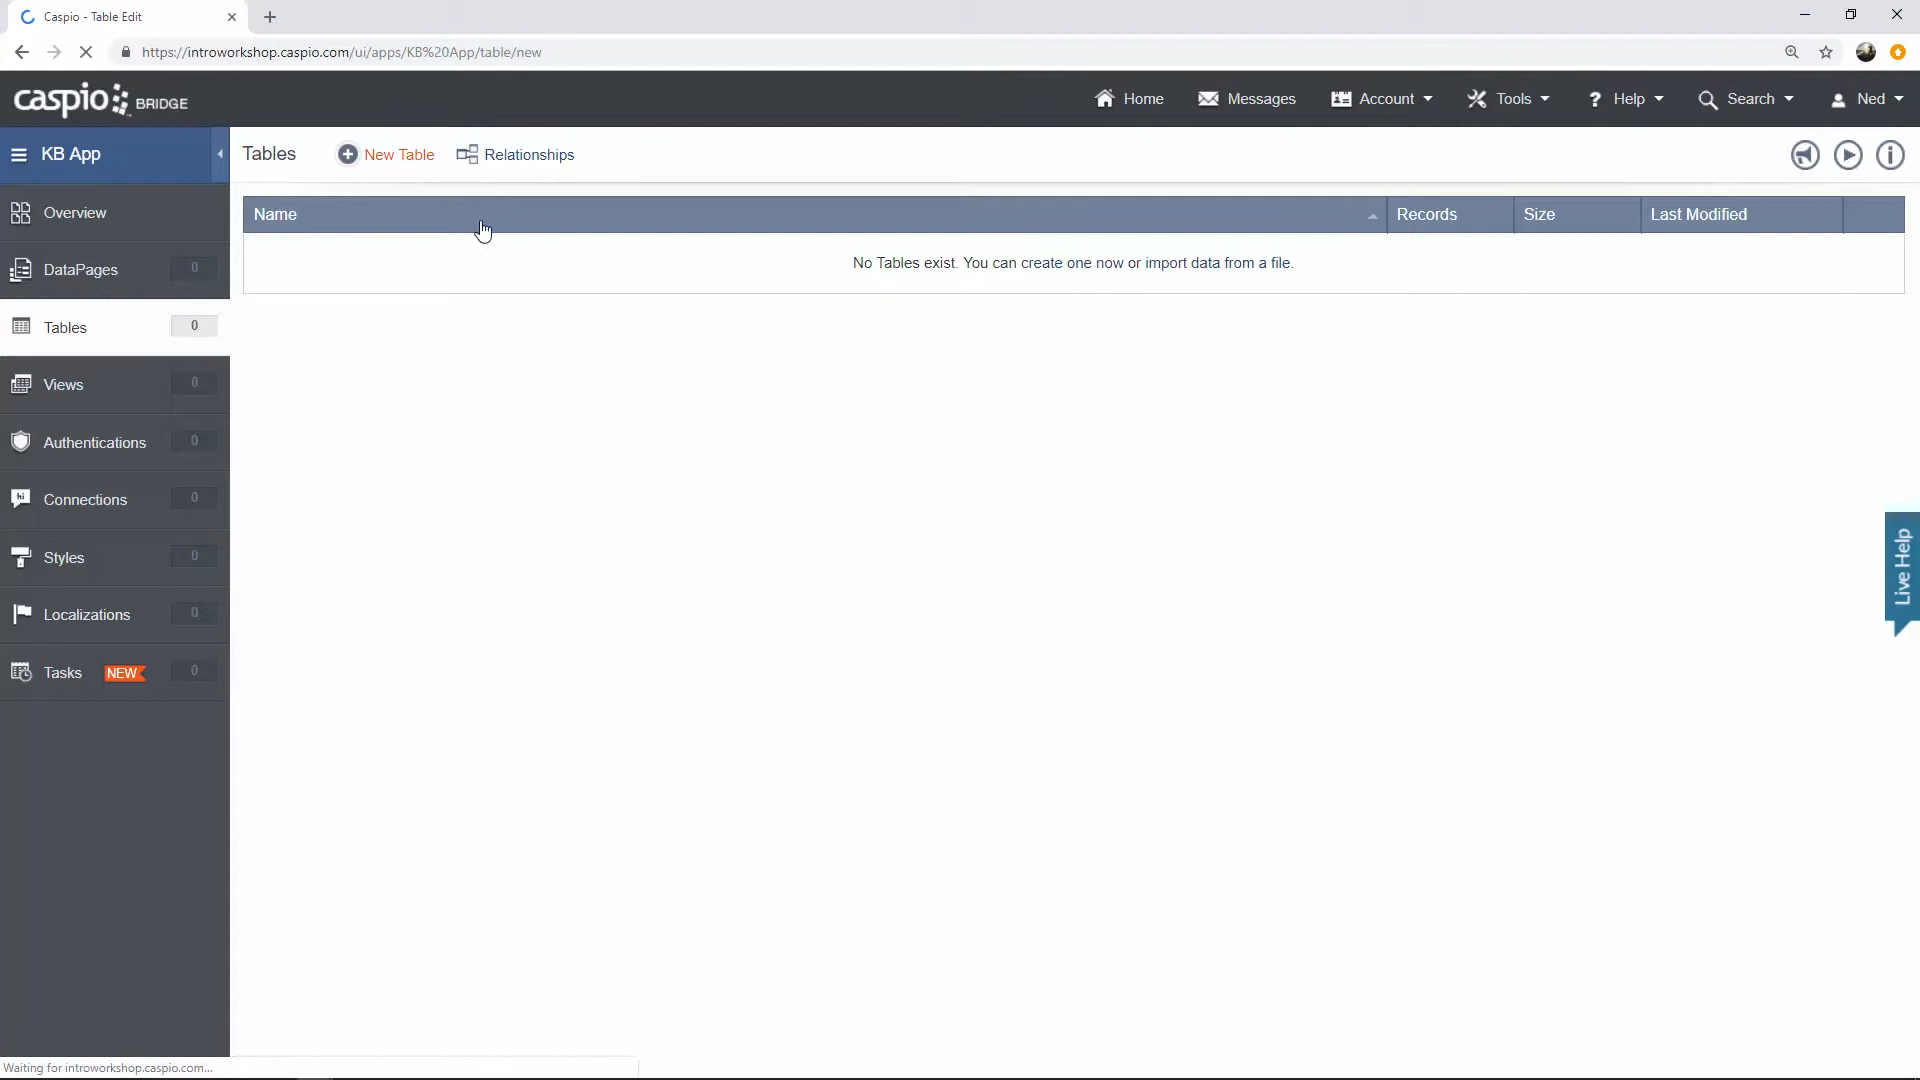 Caspio - Table Edit
https://introworkshop.caspio.com/ui/apps/KB%20App/table/new
caspio BRIDGE
Home
Messages
Account
Tools
? Help
Search
Ned
KB App
Tables
New Table
Relationships
Overview
DataPages 0
Tables 0
Views 0
Authentications 0
hi Connections 0
Styles 0
Localizations 0
Tasks NEW 0
Name
Records
Size
Last Modified
No Tables exist. You can create one now or import data from a file.
Live Help
Waiting for introworkshop.caspio.com...